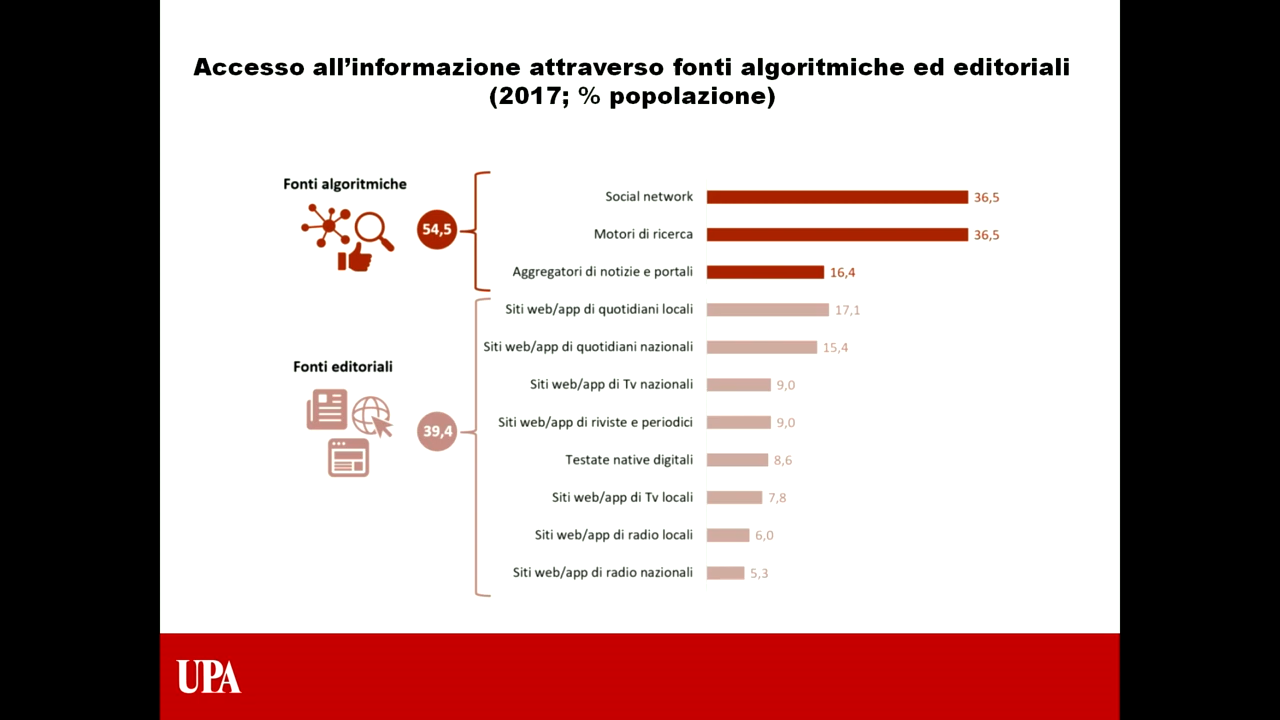 Accesso all’informazione attraverso fonti algoritmiche ed editoriali
(2017; % popolazione)
Fonti algoritmiche
54,5
Social network 36,5
Motori di ricerca 36,5
Aggregatori di notizie e portali 16,4
Fonti editoriali
39,4
Siti web/app di quotidiani locali 17,1
Siti web/app di quotidiani nazionali 15,4
Siti web/app di Tv nazionali 9,0
Siti web/app di riviste e periodici 9,0
Testate native digitali 8,6
Siti web/app di Tv locali 7,8
Siti web/app di radio locali 6,0
Siti web/app di radio nazionali 5,3
UPA